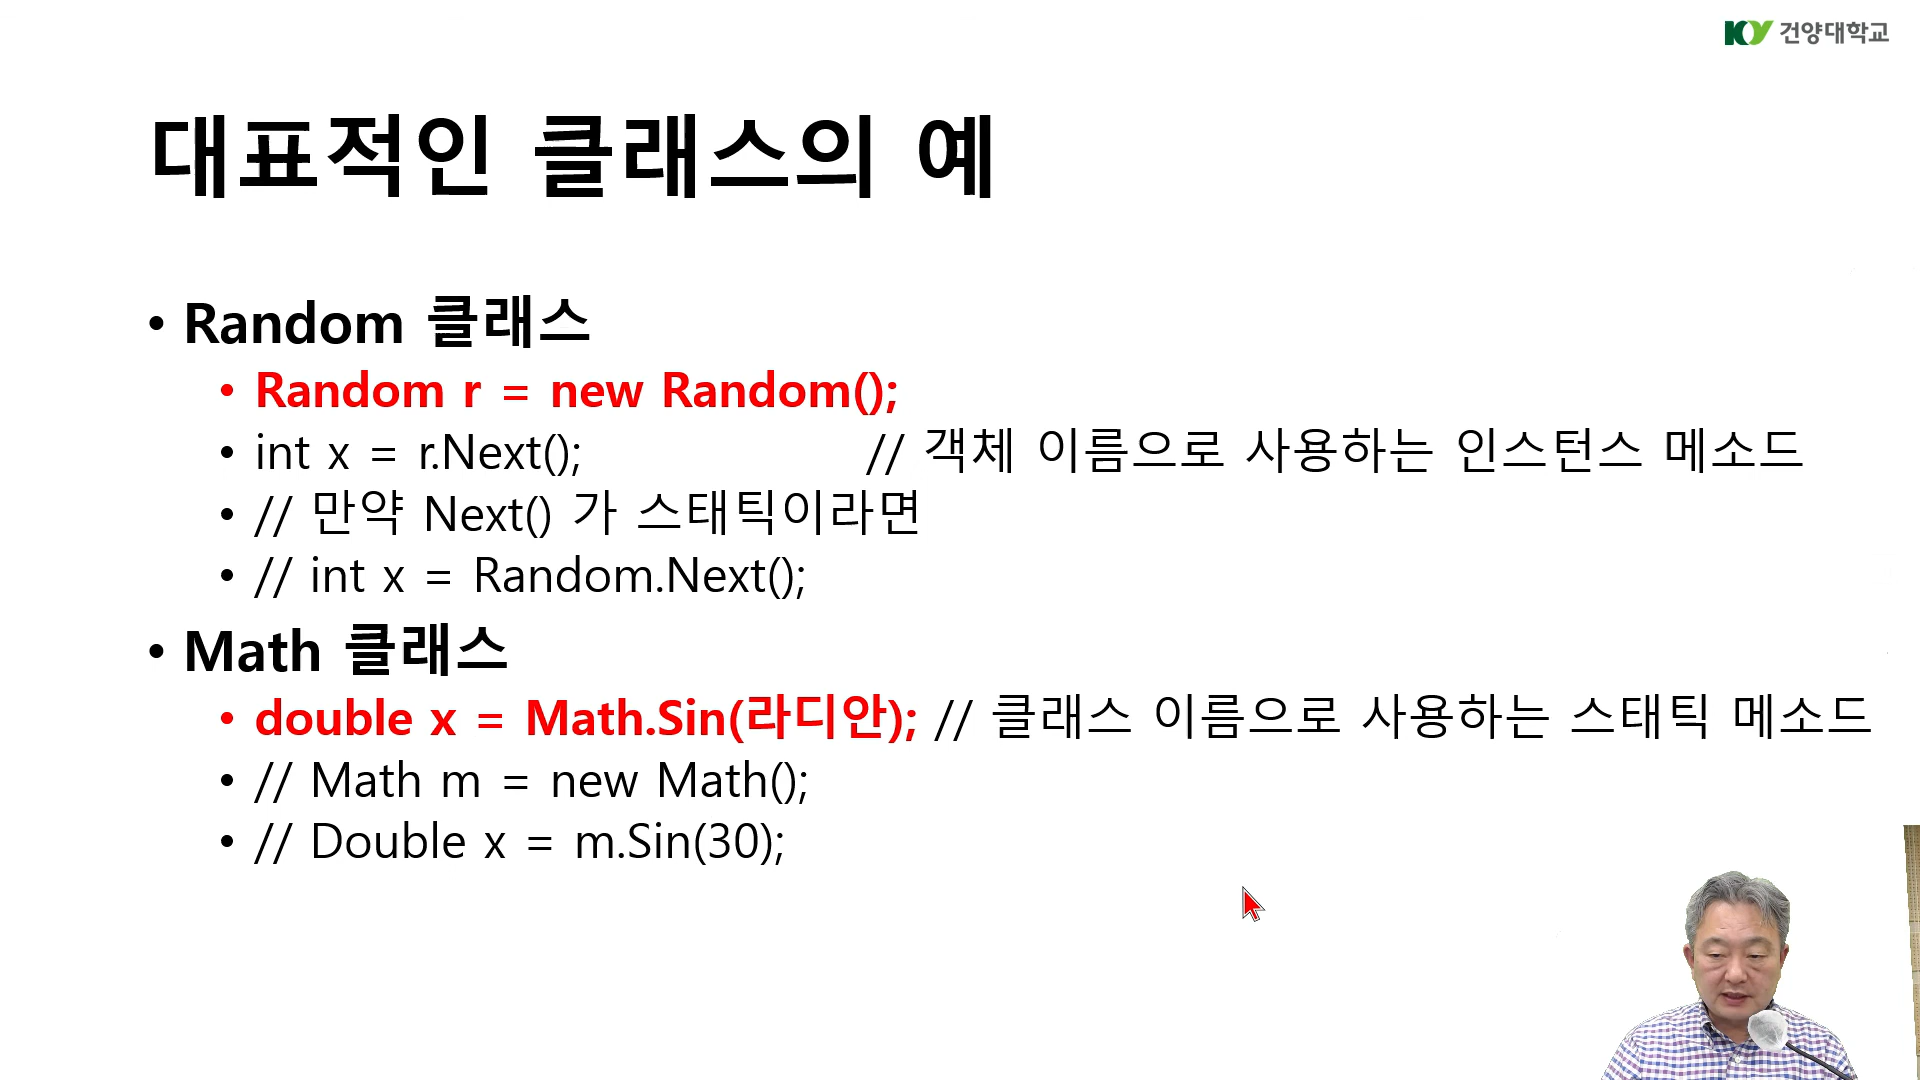 KY 건양대학교
대표적인 클래스의 예
• Random 클래스
• Random r = new Random();
• int x = r.Next(); // 객체 이름으로 사용하는 인스턴스 메소드
• // 만약 Next() 가 스태틱이라면
• // int x = Random.Next();
• Math 클래스
• double x = Math.Sin(라디안); // 클래스 이름으로 사용하는 스태틱 메소드
• // Math m = new Math();
• // Double x = m.Sin(30);